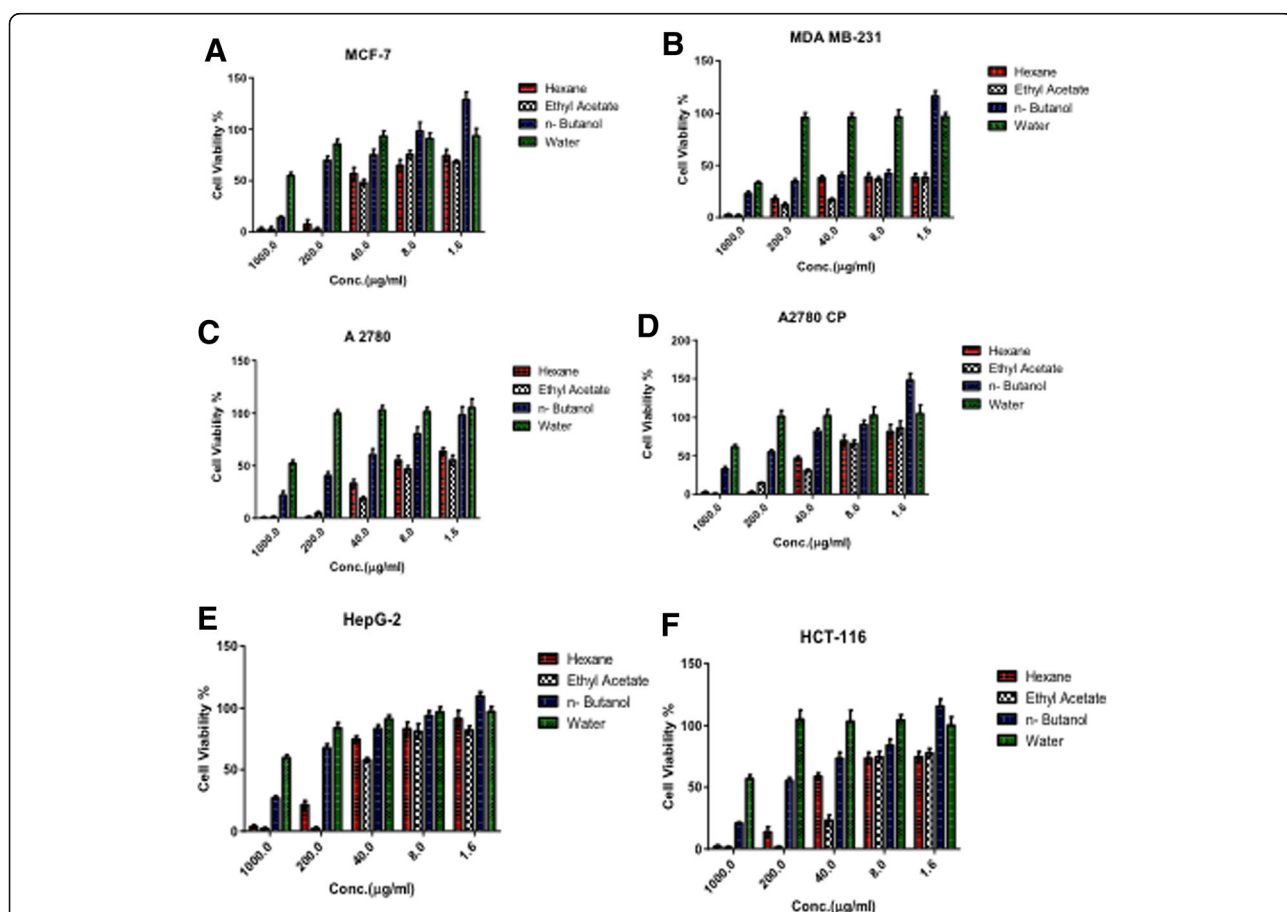 A
MCF-7
Cell Viability %
150
100
50
0
1000.0
200.0
40.0
8.0
1.6
Conc.(μg/ml)
Hexane
Ethyl Acetate
n- Butanol
Water
B
MDA MB-231
Cell Viability %
150
100
50
0
1000.0
200.0
40.0
8.0
1.6
Conc.(μg/ml)
Hexane
Ethyl Acetate
n- Butanol
Water
C
A 2780
Cell Viability %
150
100
50
0
1000.0
200.0
40.0
8.0
1.6
Conc.(μg/ml)
Hexane
Ethyl Acetate
n- Butanol
Water
D
A2780 CP
Cell Viability %
200
150
100
50
0
1000.0
200.0
40.0
8.0
1.6
Conc.(μg/ml)
Hexane
Ethyl Acetate
n- Butanol
Water
E
HepG-2
Cell Viability %
150
100
50
0
1000.0
200.0
40.0
8.0
1.6
Conc.(μg/ml)
Hexane
Ethyl Acetate
n- Butanol
Water
F
HCT-116
Cell Viability %
150
100
50
0
1000.0
200.0
40.0
8.0
1.6
Conc.(μg/ml)
Hexane
Ethyl Acetate
n- Butanol
Water